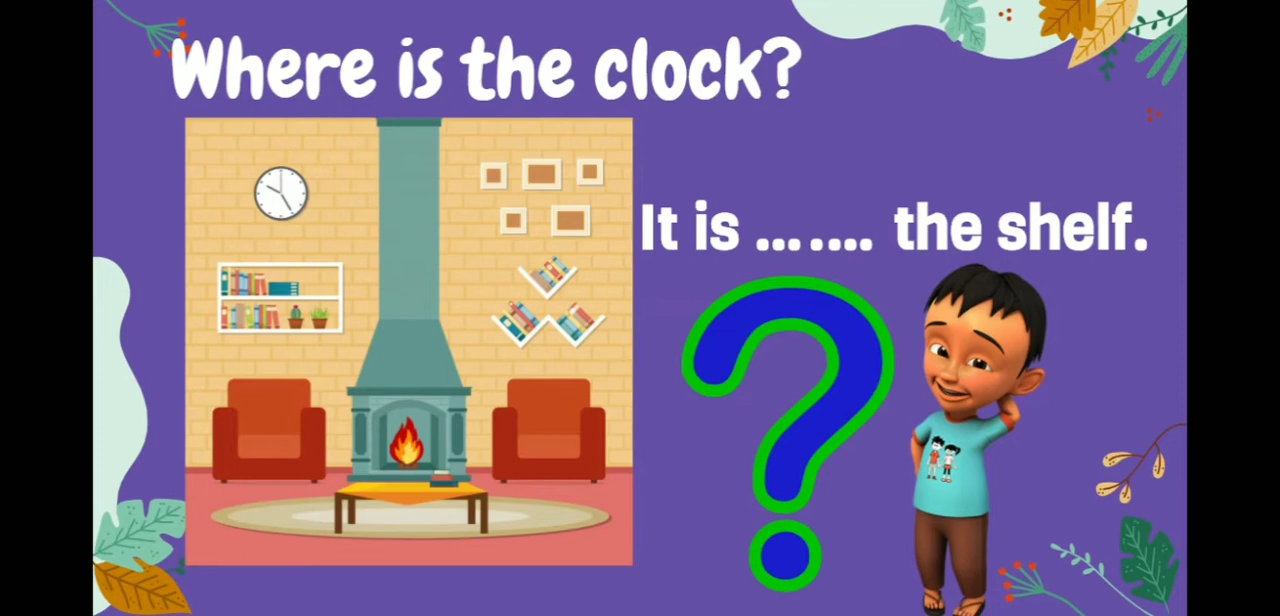 Where is the clock?
It is ....... the shelf.